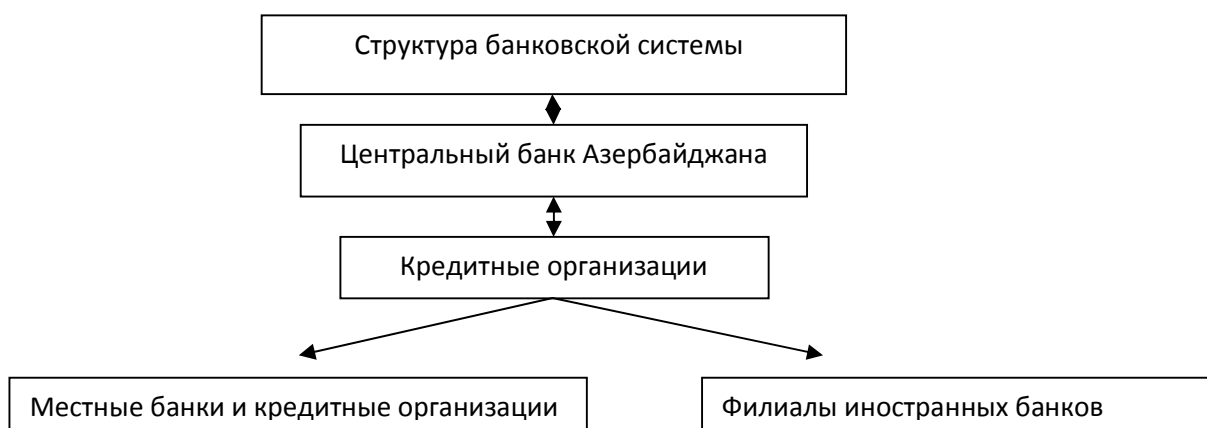 Структура банковской системы
Центральный банк Азербайджана
Кредитные организации
Местные банки и кредитные организации
Филиалы иностранных банков